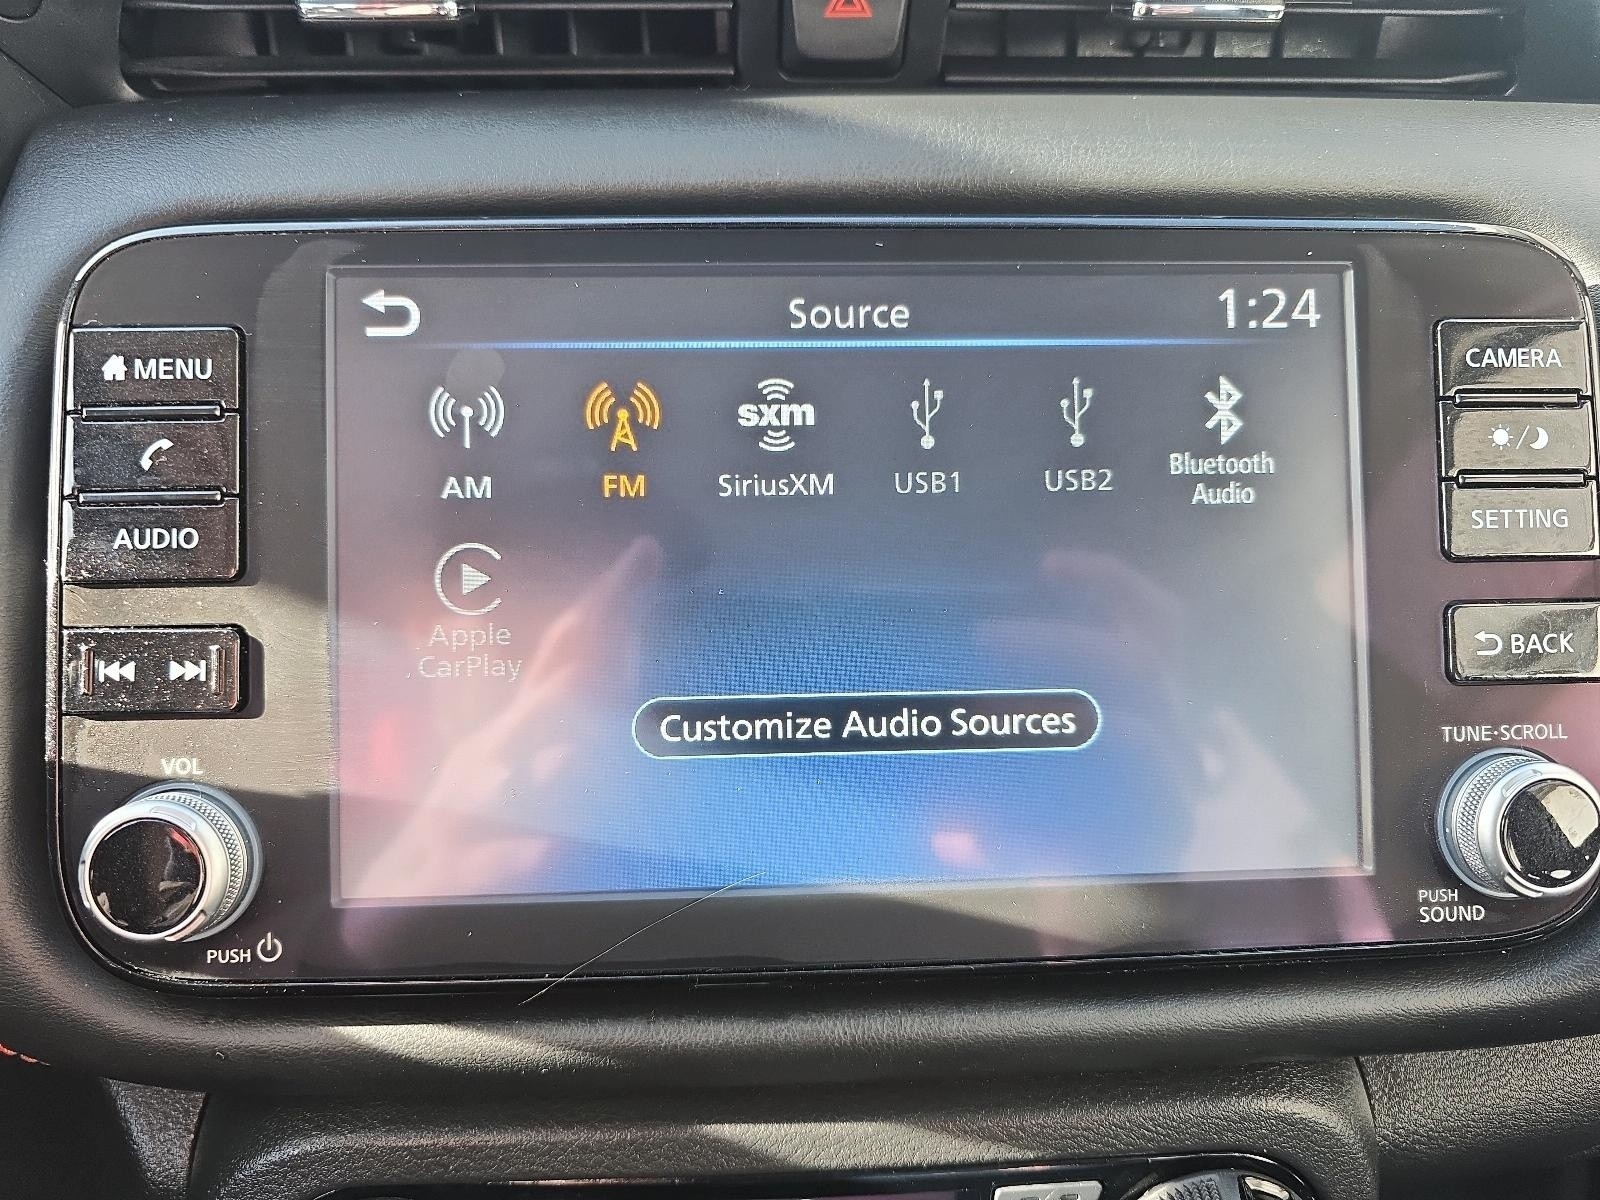 Source
1:24
MENU
AUDIO
VOL
PUSH
AM
FM
sxm
SiriusXM
USB1
USB2
Bluetooth
Audio
Apple
CarPlay
Customize Audio Sources
CAMERA
SETTING
BACK
TUNE·SCROLL
PUSH
SOUND